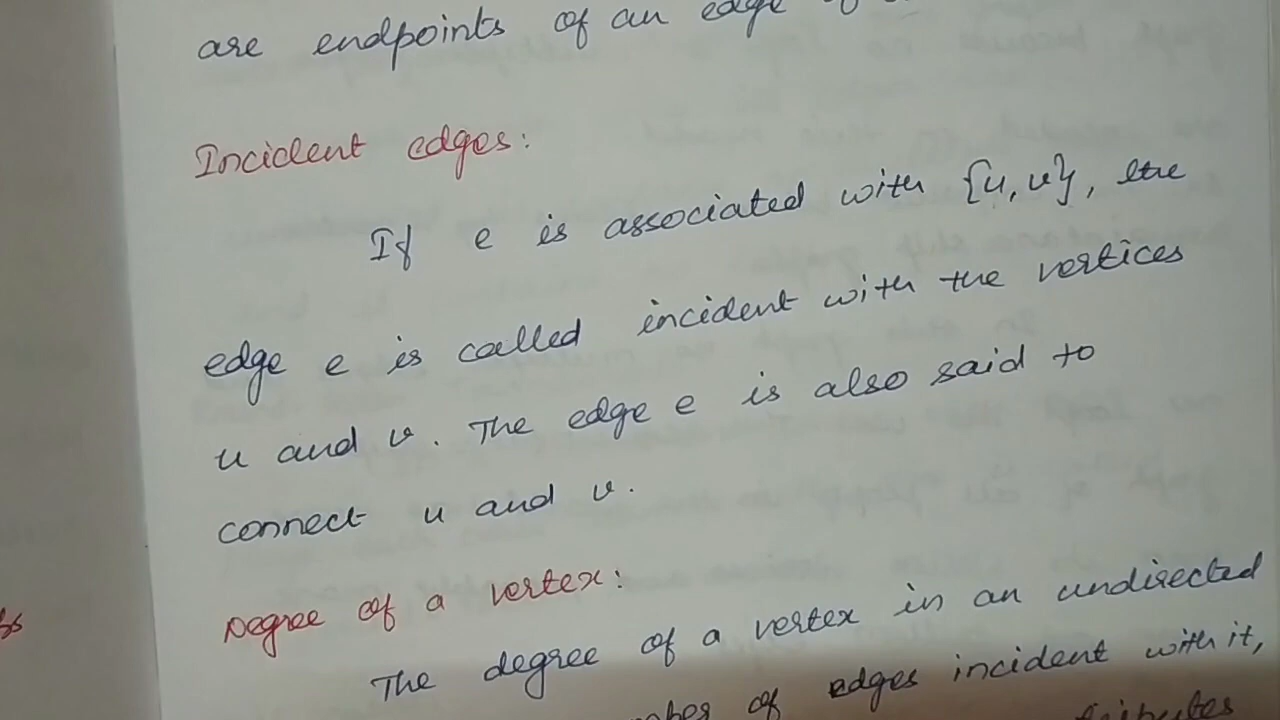 are endpoints of an edge of
Incident edges:
If e is associated with {u, v}, the
edge e is called incident with the vertices
u and v. The edge e is also said to
connect u and v.
Degree of a vertex:
The degree of a vertex in an undirected
of edges incident with it,